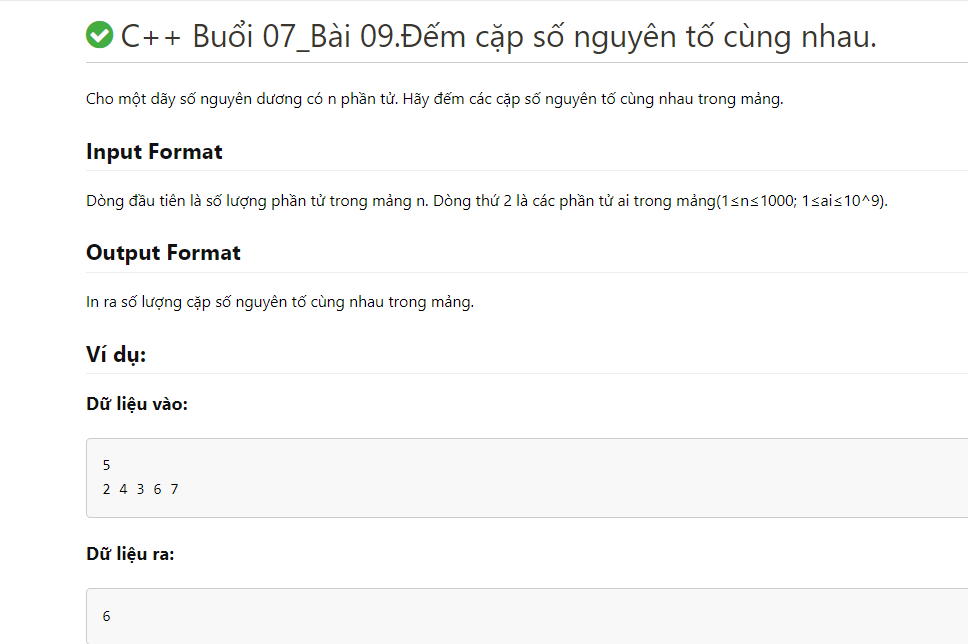 C++ Buổi 07_Bài 09.Đếm cặp số nguyên tố cùng nhau.
Cho một dãy số nguyên dương có n phần tử. Hãy đếm các cặp số nguyên tố cùng nhau trong mảng.
Input Format
Dòng đầu tiên là số lượng phần tử trong mảng n. Dòng thứ 2 là các phần tử ai trong mảng(1≤n≤1000; 1≤ai≤10^9).
Output Format
In ra số lượng cặp số nguyên tố cùng nhau trong mảng.
Ví dụ:
Dữ liệu vào:
5
2 4 3 6 7
Dữ liệu ra:
6